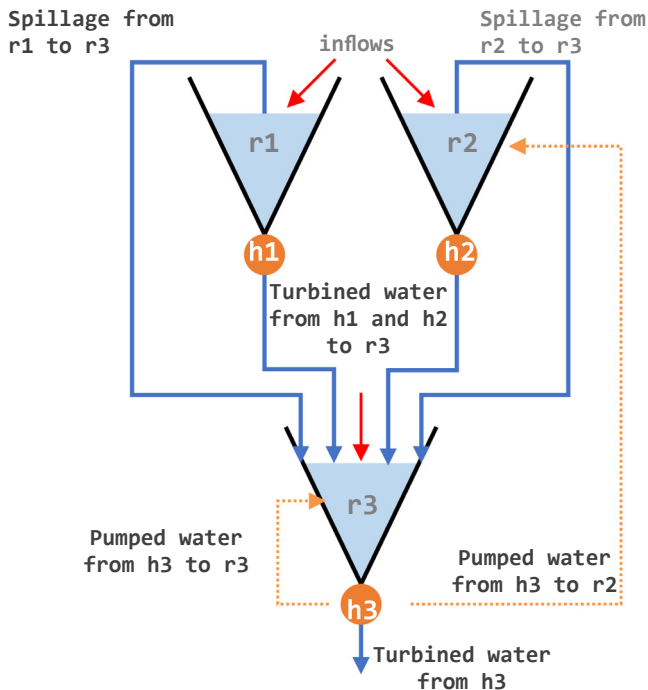 Spillage from
r1 to r3
inflows
Spillage from
r2 to r3
r1
r2
h1
h2
Turbined water
from h1 and h2
to r3
r3
Pumped water
from h3 to r3
Pumped water
from h3 to r2
h3
Turbined water
from h3